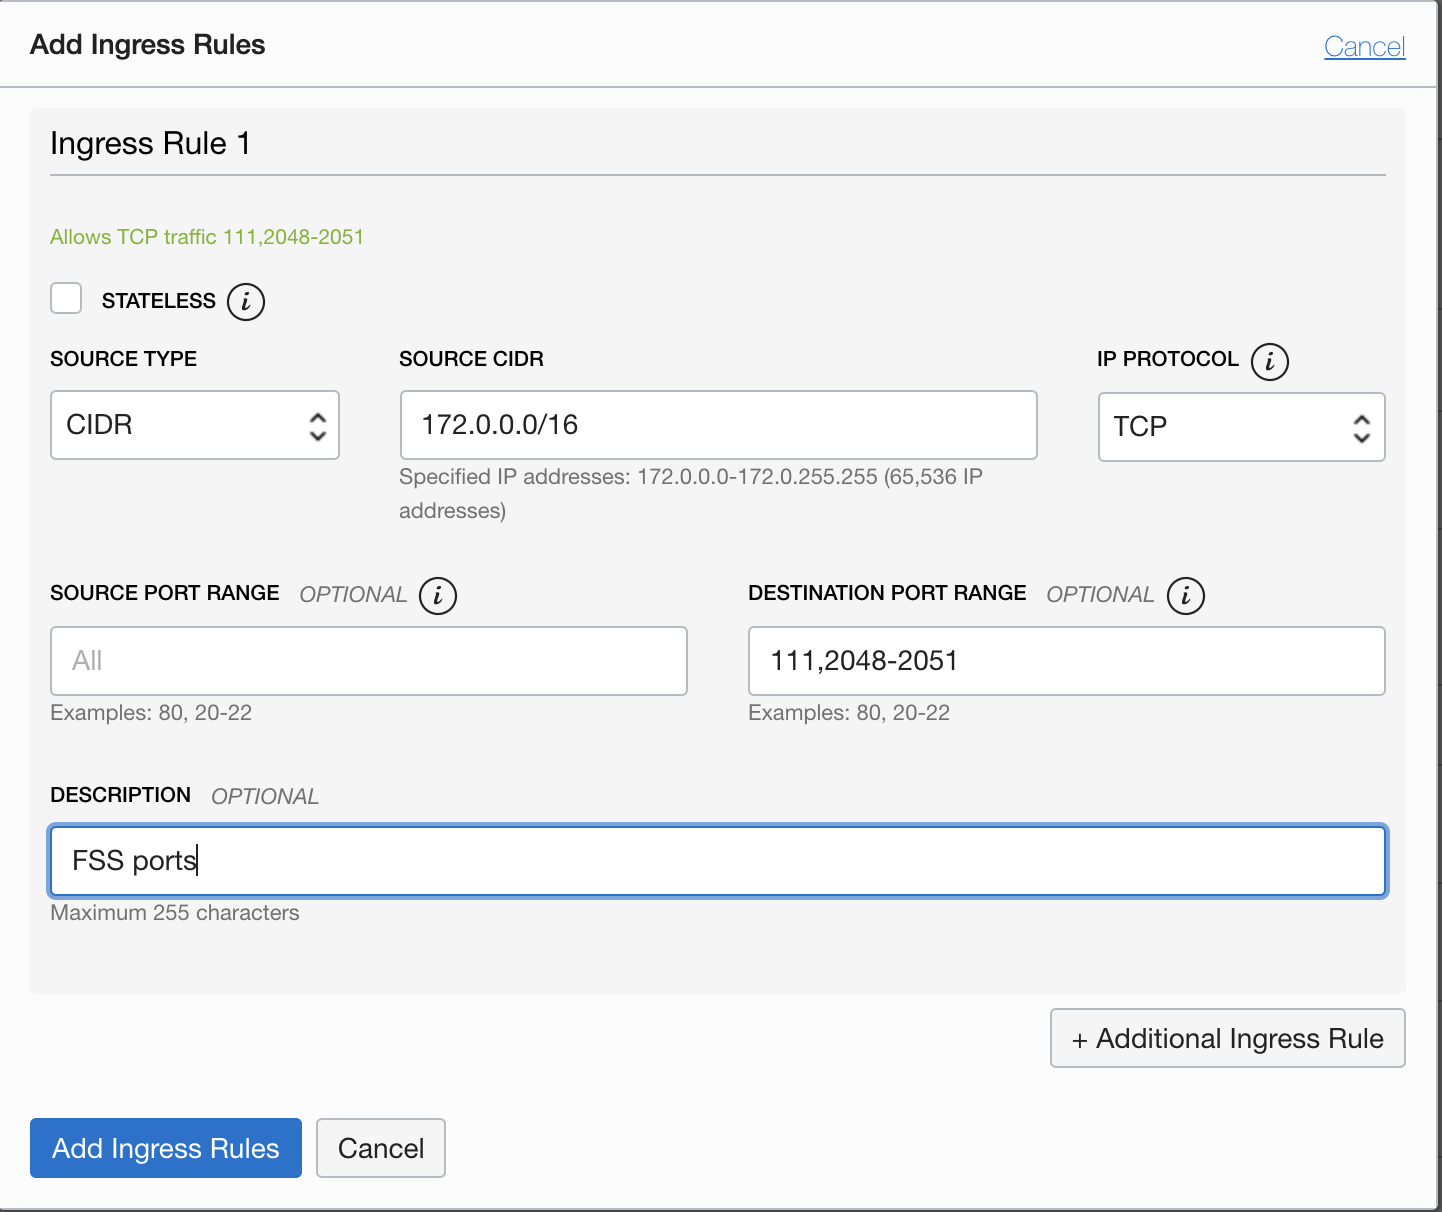 Add Ingress Rules
Cancel
Ingress Rule 1
Allows TCP traffic 111,2048-2051
STATELESS i
SOURCE TYPE
SOURCE CIDR
IP PROTOCOL i
CIDR
172.0.0.0/16
TCP
Specified IP addresses: 172.0.0.0-172.0.255.255 (65,536 IP
addresses)
SOURCE PORT RANGE OPTIONAL i
DESTINATION PORT RANGE OPTIONAL i
All
111,2048-2051
Examples: 80, 20-22
Examples: 80, 20-22
DESCRIPTION OPTIONAL
FSS ports
Maximum 255 characters
+ Additional Ingress Rule
Add Ingress Rules
Cancel